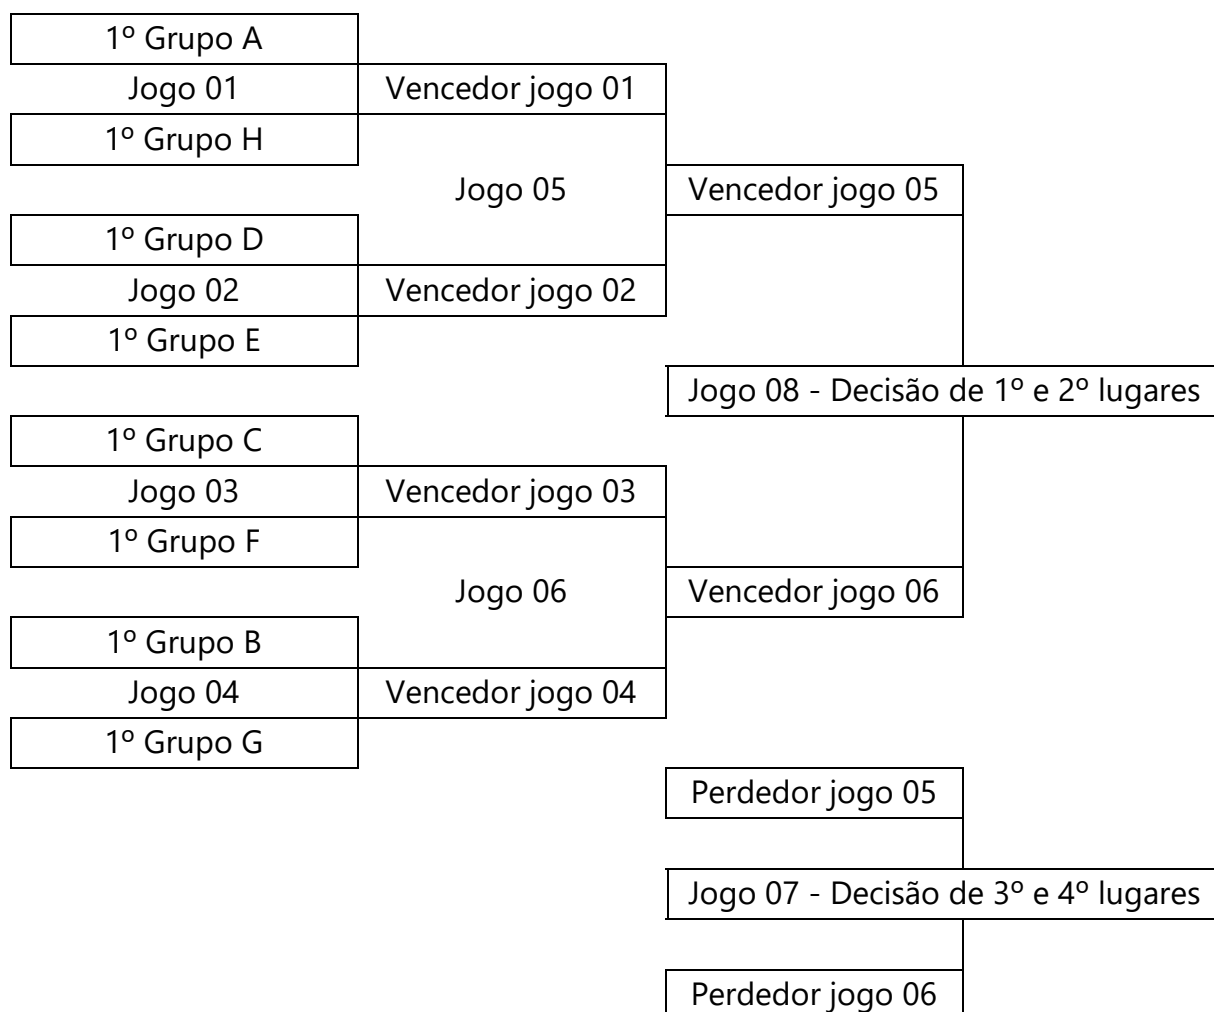 1º Grupo A
Jogo 01
Vencedor jogo 01
1º Grupo H
Jogo 05
Vencedor jogo 05
1º Grupo D
Jogo 02
Vencedor jogo 02
1º Grupo E
Jogo 08 - Decisão de 1º e 2º lugares
1º Grupo C
Jogo 03
Vencedor jogo 03
1º Grupo F
Jogo 06
Vencedor jogo 06
1º Grupo B
Jogo 04
Vencedor jogo 04
1º Grupo G
Perdedor jogo 05
Jogo 07 - Decisão de 3º e 4º lugares
Perdedor jogo 06